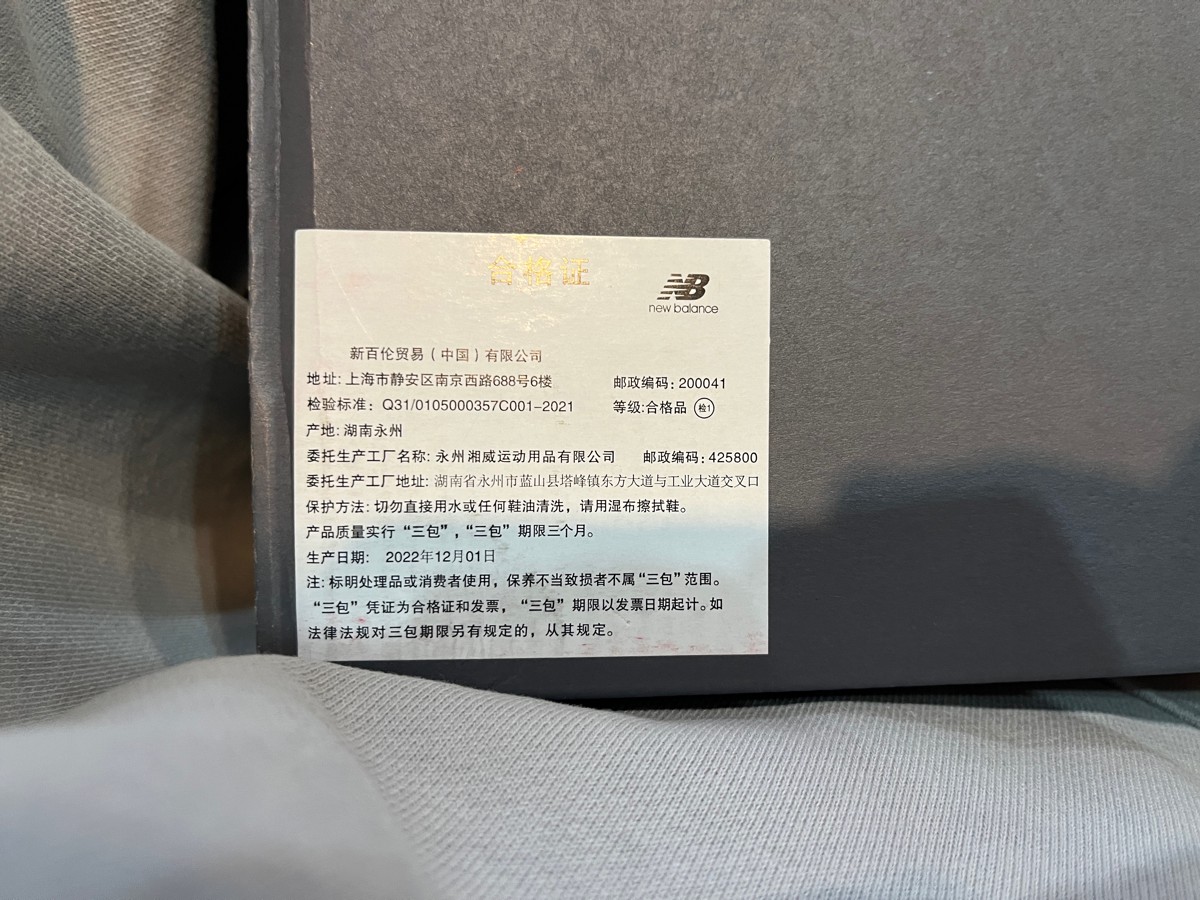 合格证
NB
new balance
新百伦贸易（中国）有限公司
地址: 上海市静安区南京西路688号6楼 邮政编码: 200041
检验标准: Q31/0105000357C001-2021 等级:合格品 检1
产地: 湖南永州
委托生产工厂名称: 永州湘威运动用品有限公司 邮政编码: 425800
委托生产工厂地址: 湖南省永州市蓝山县塔峰镇东方大道与工业大道交叉口
保护方法: 切勿直接用水或任何鞋油清洗，请用湿布擦拭鞋。
产品质量实行“三包”，“三包”期限三个月。
生产日期: 2022年12月01日
注: 标明处理品或消费者使用，保养不当致损者不属“三包”范围。
“三包”凭证为合格证和发票，“三包”期限以发票日期起计。如
法律法规对三包期限另有规定的，从其规定。